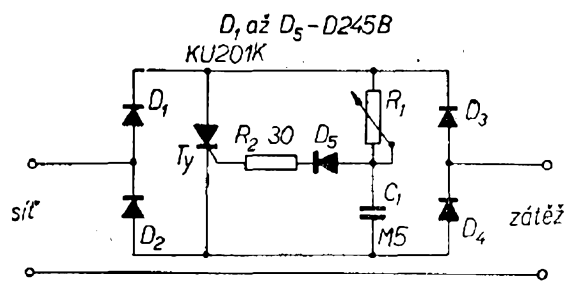 D₁ až D₅ – D245B
KU201K
D₁
Ty
R₂ 30
D₅
R₁
D₃
síť
D₂
C₁
M5
D₄
zátěž